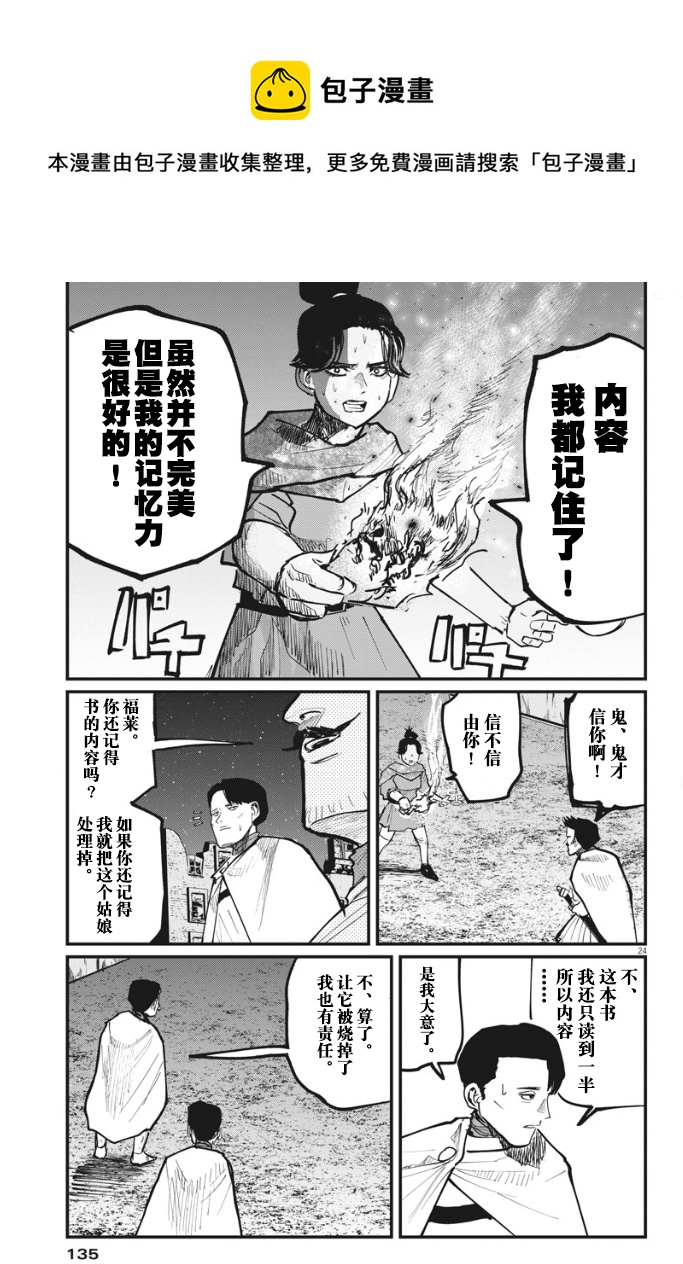 包子漫畫
本漫畫由包子漫畫收集整理，更多免費漫画請搜索「包子漫畫」
内容
我都记住了！
虽然并不完美
但是我的记忆力
是很好的！
パチ
パチ
鬼、鬼才
信你啊！
信不信
由你！
福莱。
你还记得
书的内容吗？
如果你还记得
我就把这个姑娘
处理掉。
24
不、
这本书
我还只读到一半
所以内容
……
是我大意了。
不、算了。
让它被烧掉了
我也有责任。
135